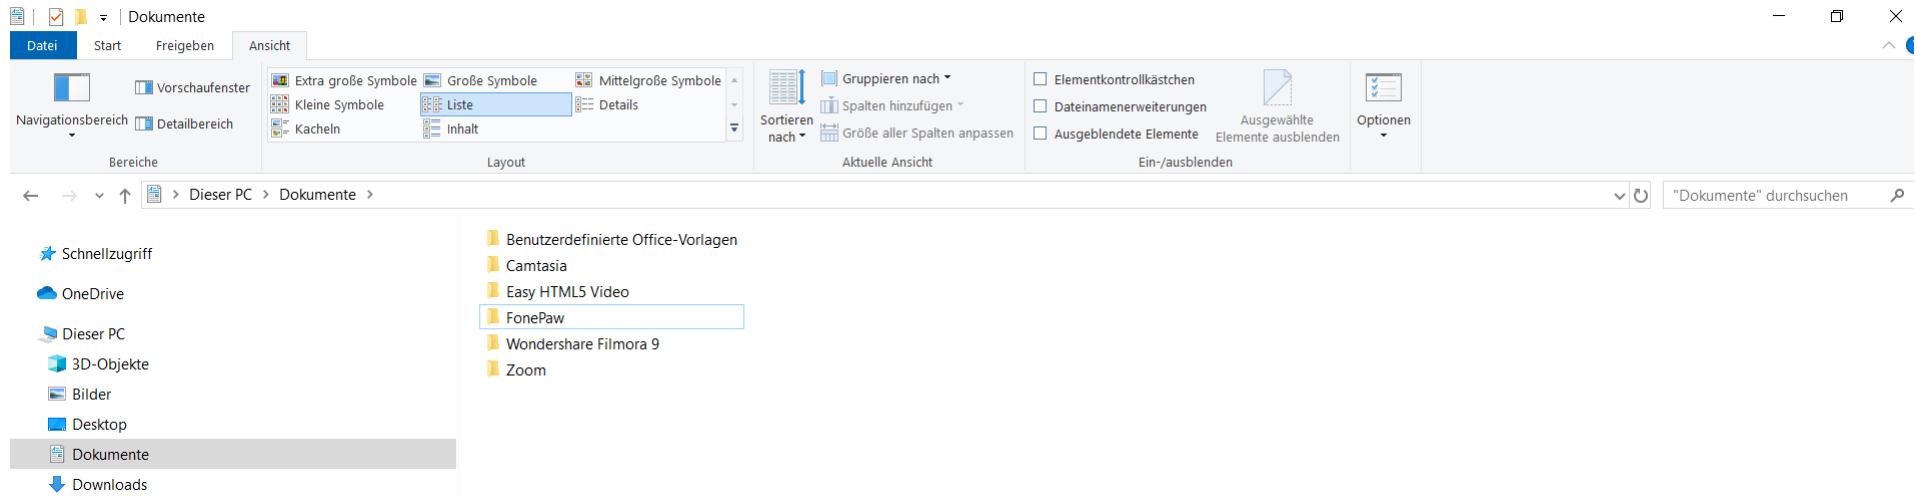 Dokumente
Datei Start Freigeben Ansicht
Navigationsbereich
Vorschaufenster
Detailbereich
Bereiche
Extra große Symbole Große Symbole Mittelgroße Symbole
Kleine Symbole Liste Details
Kacheln Inhalt
Layout
Sortieren
nach
Gruppieren nach
Spalten hinzufügen
Größe aller Spalten anpassen
Aktuelle Ansicht
Elementkontrollkästchen
Dateinamenerweiterungen
Ausgeblendete Elemente
Ausgewählte
Elemente ausblenden
Ein-/ausblenden
Optionen
Dieser PC > Dokumente >
"Dokumente" durchsuchen
Schnellzugriff
OneDrive
Dieser PC
3D-Objekte
Bilder
Desktop
Dokumente
Downloads
Benutzerdefinierte Office-Vorlagen
Camtasia
Easy HTML5 Video
FonePaw
Wondershare Filmora 9
Zoom